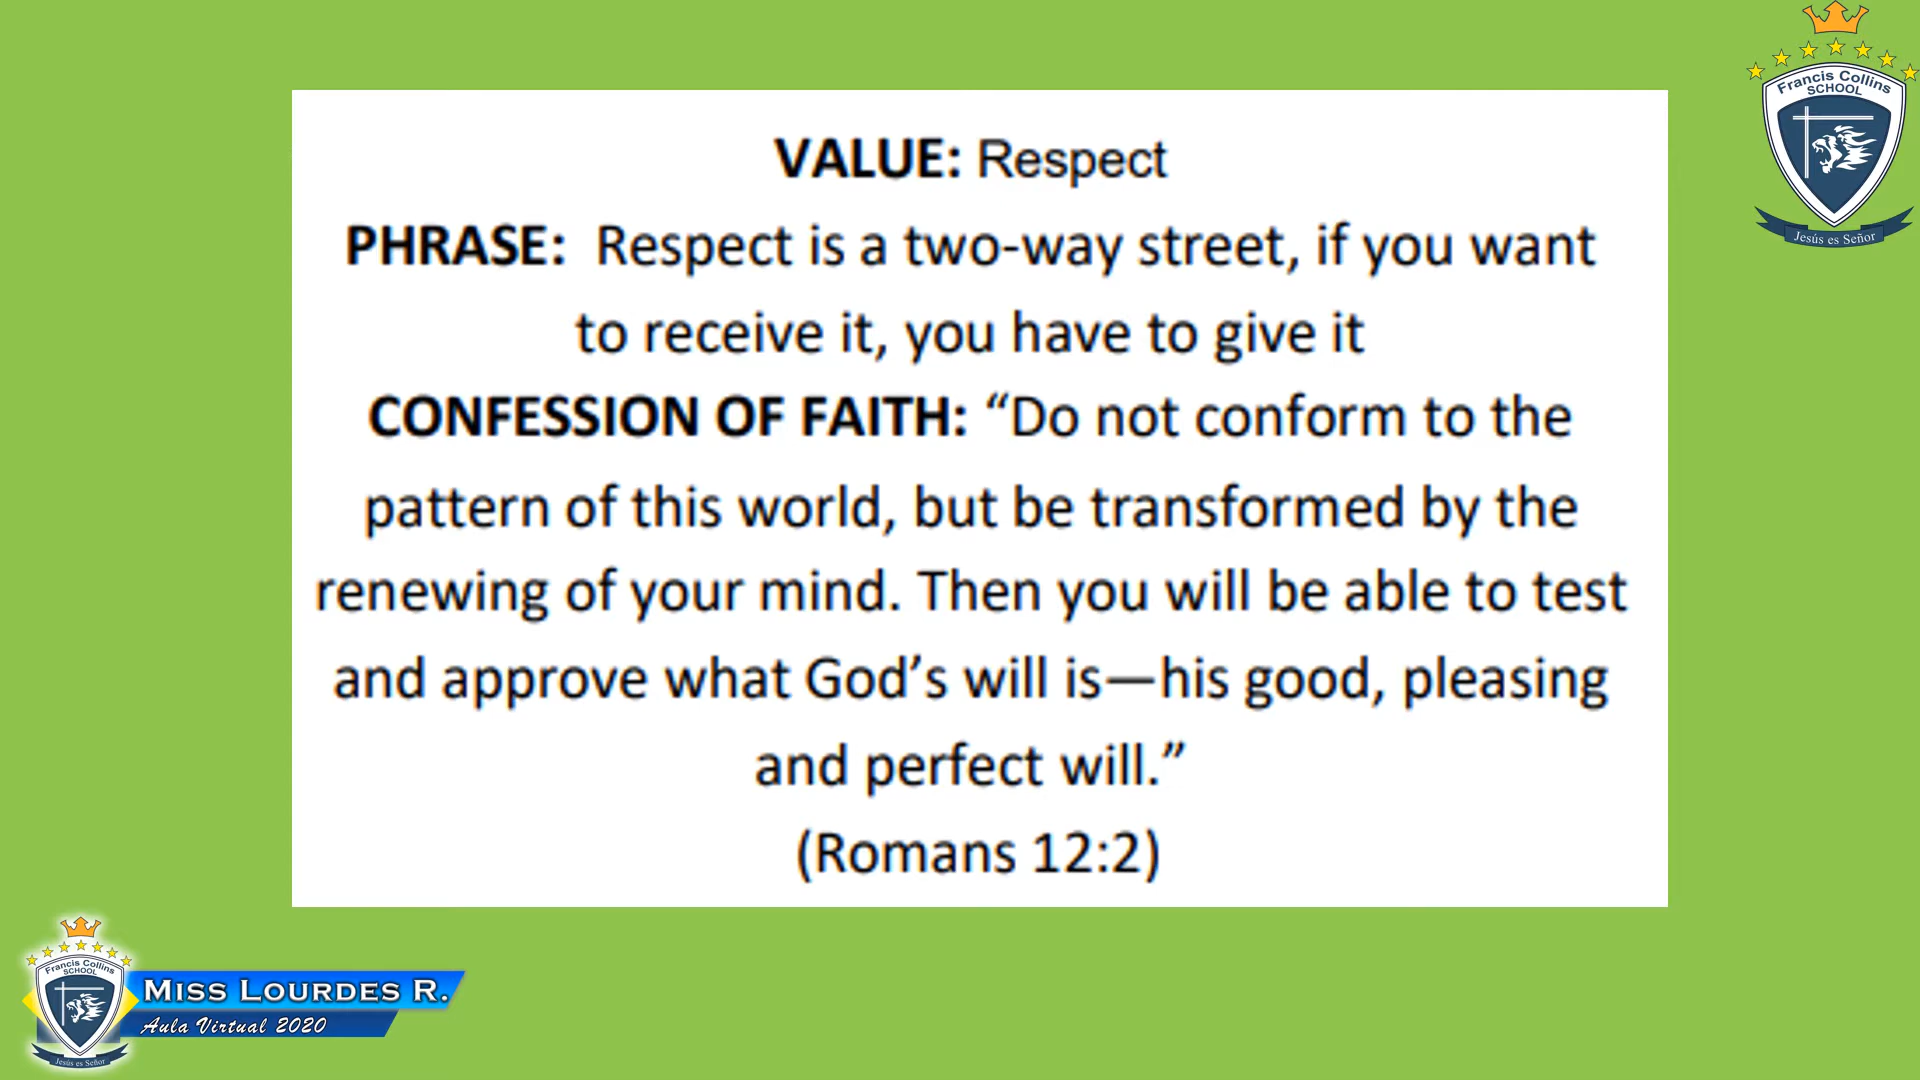 Francis Collins
SCHOOL
Jesús es Señor
VALUE: Respect
PHRASE: Respect is a two-way street, if you want
to receive it, you have to give it
CONFESSION OF FAITH: “Do not conform to the
pattern of this world, but be transformed by the
renewing of your mind. Then you will be able to test
and approve what God’s will is—his good, pleasing
and perfect will.”
(Romans 12:2)
Francis Collins
SCHOOL
Jesús es Señor
MISS LOURDES R.
Aula Virtual 2020